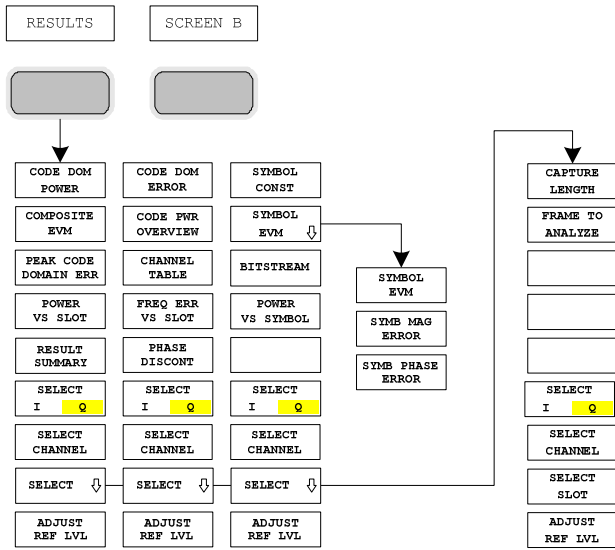 RESULTS
SCREEN B
CODE DOM
POWER
COMPOSITE
EVM
PEAK CODE
DOMAIN ERR
POWER
VS SLOT
RESULT
SUMMARY
SELECT
I Q
SELECT
CHANNEL
SELECT
ADJUST
REF LVL
CODE DOM
ERROR
CODE PWR
OVERVIEW
CHANNEL
TABLE
FREQ ERR
VS SLOT
PHASE
DISCONT
SELECT
I Q
SELECT
CHANNEL
SELECT
ADJUST
REF LVL
SYMBOL
CONST
SYMBOL
EVM
BITSTREAM
POWER
VS SYMBOL
SELECT
I Q
SELECT
CHANNEL
SELECT
ADJUST
REF LVL
SYMBOL
EVM
SYMB MAG
ERROR
SYMB PHASE
ERROR
CAPTURE
LENGTH
FRAME TO
ANALYZE
SELECT
I Q
SELECT
CHANNEL
SELECT
SLOT
ADJUST
REF LVL